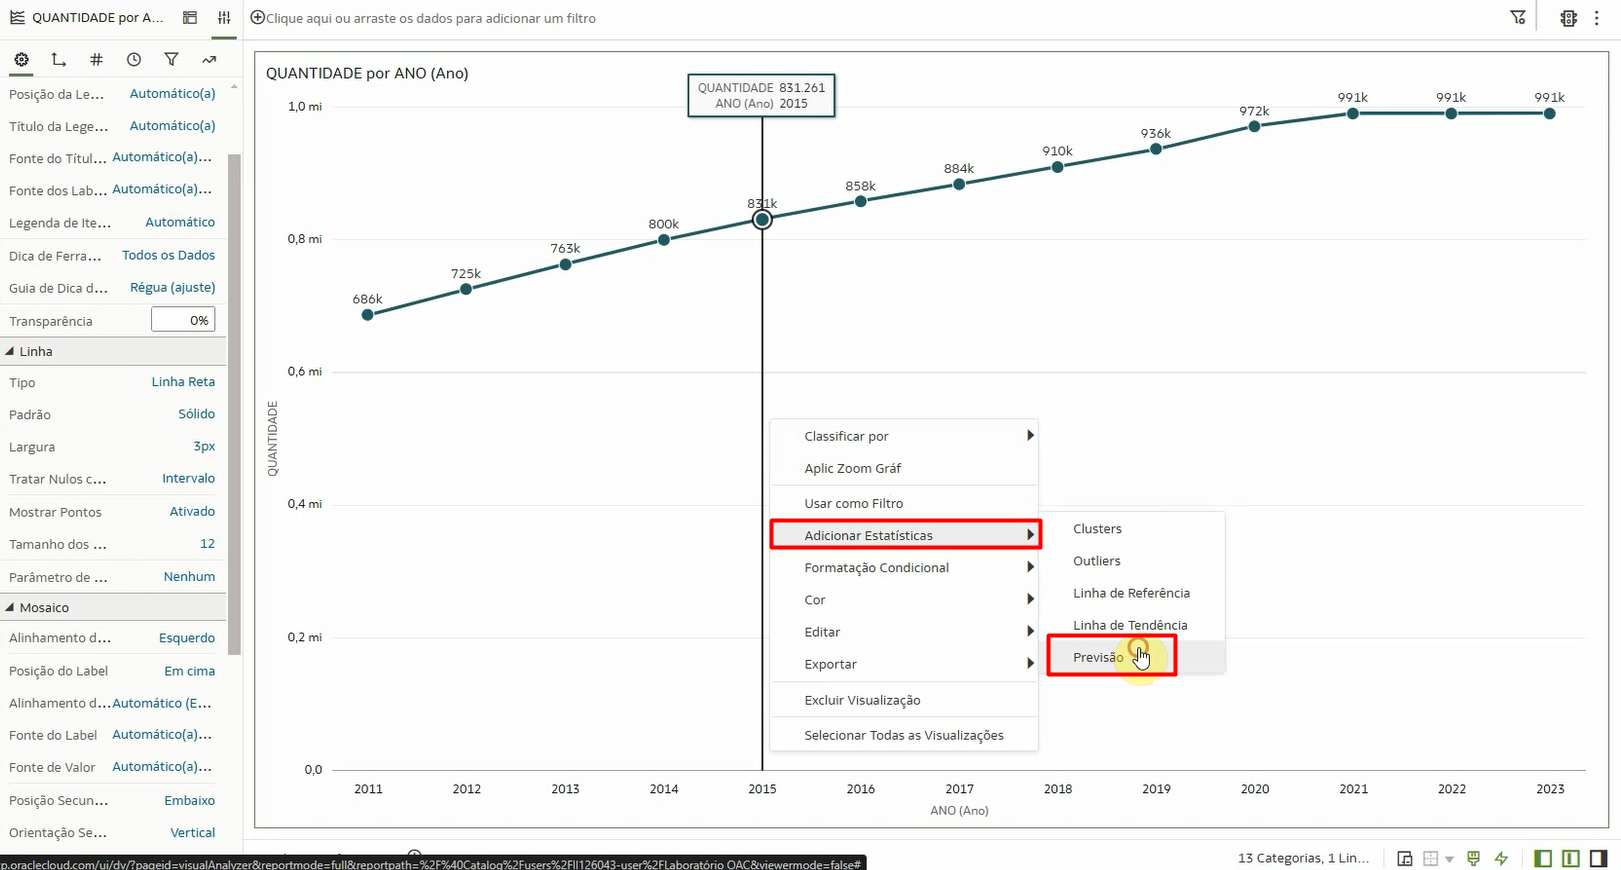 QUANTIDADE por A...
Clique aqui ou arraste os dados para adicionar um filtro
Posição da Le... Automático(a)
Título da Lege... Automático(a)
Fonte do Títul... Automático(a)...
Fonte dos Lab... Automático(a)...
Legenda de Ite... Automático
Dica de Ferra... Todos os Dados
Guia de Dica d... Régua (ajuste)
Transparência 0%
Linha
Tipo Linha Reta
Padrão Sólido
Largura 3px
Tratar Nulos c... Intervalo
Mostrar Pontos Ativado
Tamanho dos ... 12
Parâmetro de ... Nenhum
Mosaico
Alinhamento d... Esquerdo
Posição do Label Em cima
Alinhamento d... Automático (E...
Fonte do Label Automático(a)...
Fonte de Valor Automático(a)...
Posição Secun... Embaixo
Orientação Se... Vertical
QUANTIDADE por ANO (Ano)
QUANTIDADE 831.261
ANO (Ano) 2015
1,0 mi
0,8 mi
0,6 mi
0,4 mi
0,2 mi
0,0
QUANTIDADE
686k 725k 763k 800k 831k 858k 884k 910k 936k 972k 991k 991k 991k
2011 2012 2013 2014 2015 2016 2017 2018 2019 2020 2021 2022 2023
ANO (Ano)
Classificar por
Aplic Zoom Gráf
Usar como Filtro
Adicionar Estatísticas
Formatação Condicional
Cor
Editar
Exportar
Excluir Visualização
Selecionar Todas as Visualizações
Clusters
Outliers
Linha de Referência
Linha de Tendência
Previsão
p.oraclecloud.com/ui/dv/?pageid=visualAnalyzer&reportmode=full&reportpath=%2F%40Catalog%2Fusers%2Fll126043-user%2FLaboratório OAC&viewermode=false#
13 Categorias, 1 Lin...